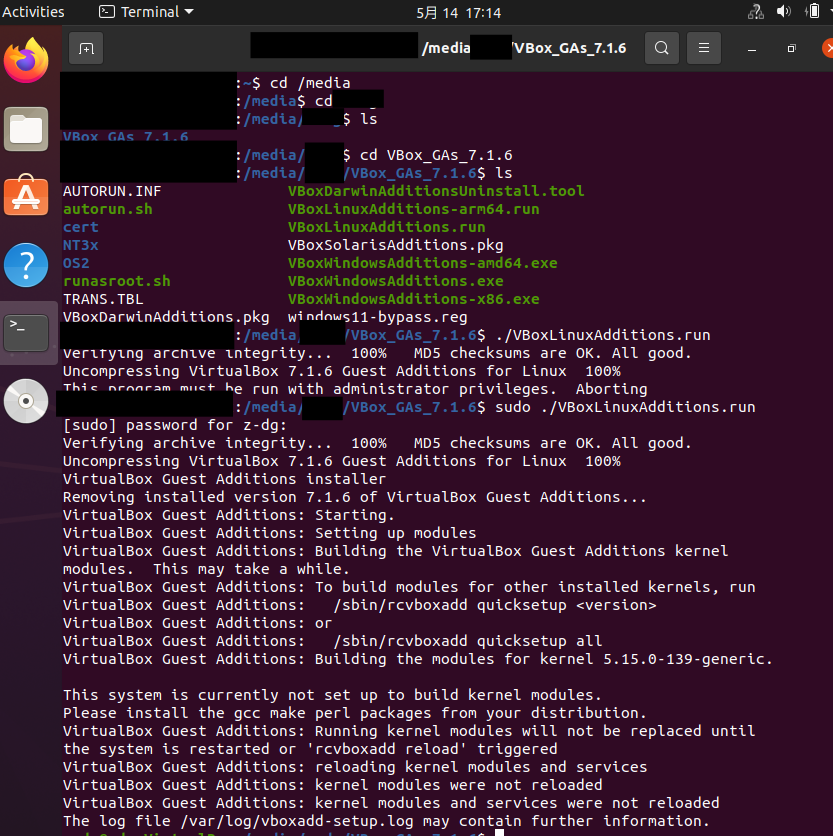 Activities Terminal 5月 14 17:14
/media /VBox_GAs_7.1.6
:~$ cd /media
:/media$ cd
:/media/ $ ls
VBox_GAs_7.1.6
:/media/ $ cd VBox_GAs_7.1.6
:/media/ /VBox_GAs_7.1.6$ ls
AUTORUN.INF VBoxDarwinAdditionsUninstall.tool
autorun.sh VBoxLinuxAdditions-arm64.run
cert VBoxLinuxAdditions.run
NT3x VBoxSolarisAdditions.pkg
OS2 VBoxWindowsAdditions-amd64.exe
runasroot.sh VBoxWindowsAdditions.exe
TRANS.TBL VBoxWindowsAdditions-x86.exe
VBoxDarwinAdditions.pkg windows11-bypass.reg
:/media/ /VBox_GAs_7.1.6$ ./VBoxLinuxAdditions.run
Verifying archive integrity... 100% MD5 checksums are OK. All good.
Uncompressing VirtualBox 7.1.6 Guest Additions for Linux 100%
This program must be run with administrator privileges. Aborting
:/media/ /VBox_GAs_7.1.6$ sudo ./VBoxLinuxAdditions.run
[sudo] password for z-dg:
Verifying archive integrity... 100% MD5 checksums are OK. All good.
Uncompressing VirtualBox 7.1.6 Guest Additions for Linux 100%
VirtualBox Guest Additions installer
Removing installed version 7.1.6 of VirtualBox Guest Additions...
VirtualBox Guest Additions: Starting.
VirtualBox Guest Additions: Setting up modules
VirtualBox Guest Additions: Building the VirtualBox Guest Additions kernel
modules. This may take a while.
VirtualBox Guest Additions: To build modules for other installed kernels, run
VirtualBox Guest Additions: /sbin/rcvboxadd quicksetup <version>
VirtualBox Guest Additions: or
VirtualBox Guest Additions: /sbin/rcvboxadd quicksetup all
VirtualBox Guest Additions: Building the modules for kernel 5.15.0-139-generic.
This system is currently not set up to build kernel modules.
Please install the gcc make perl packages from your distribution.
VirtualBox Guest Additions: Running kernel modules will not be replaced until
the system is restarted or 'rcvboxadd reload' triggered
VirtualBox Guest Additions: reloading kernel modules and services
VirtualBox Guest Additions: kernel modules were not reloaded
VirtualBox Guest Additions: kernel modules and services were not reloaded
The log file /var/log/vboxadd-setup.log may contain further information.